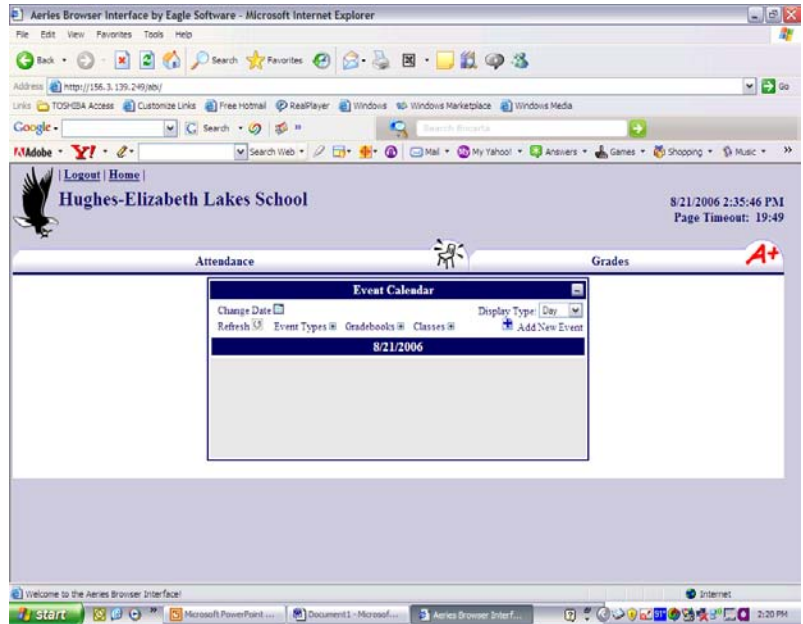 Aeries Browser Interface by Eagle Software - Microsoft Internet Explorer
File Edit View Favorites Tools Help
Back Search Favorites
Address http://156.3.139.249/abi/ Go
Links TOSHIBA Access Customize Links Free Hotmail RealPlayer Windows Windows Marketplace Windows Media
Google Search Search Encarta
Adobe Y! Search Web Mail My Yahoo! Answers Games Shopping Music
| Logout | Home |
Hughes-Elizabeth Lakes School
8/21/2006 2:35:46 PM
Page Timeout: 19:49
Attendance Grades A+
Event Calendar
Change Date Display Type: Day
Refresh Event Types Gradebooks Classes Add New Event
8/21/2006
Welcome to the Aeries Browser Interface! Internet
start Microsoft PowerPoint ... Document1 - Microsof... Aeries Browser Interf... 91° 2:20 PM